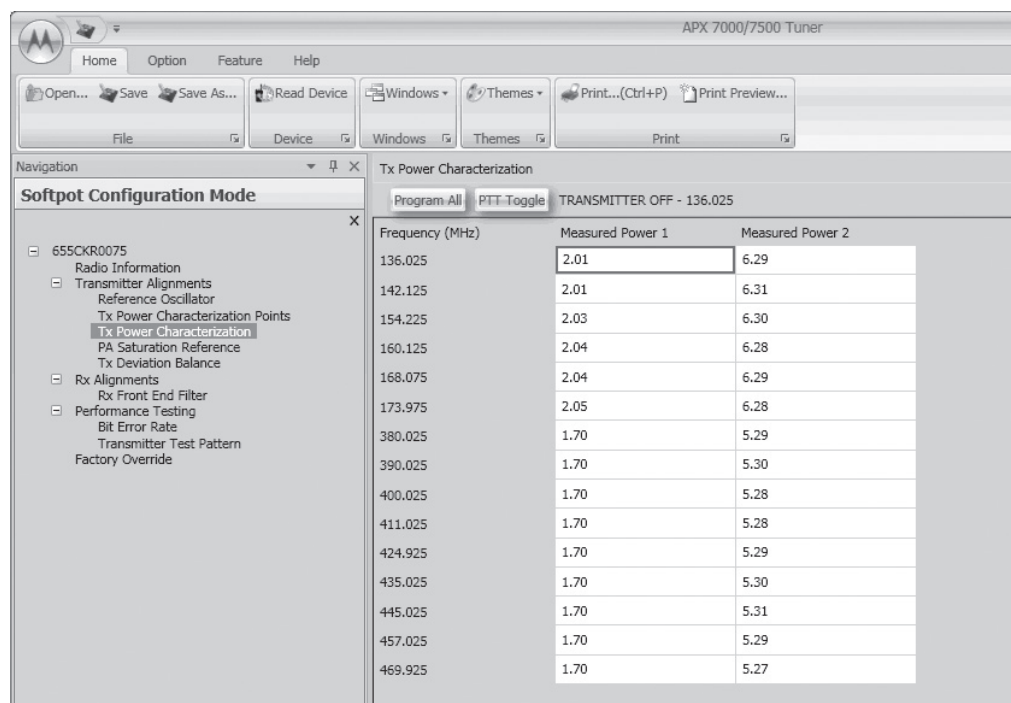 APX 7000/7500 Tuner
Home Option Feature Help
Open... Save Save As... Read Device Windows Themes Print...(Ctrl+P) Print Preview...
File Device Windows Themes Print
Navigation
Softpot Configuration Mode
655CKR0075
Radio Information
Transmitter Alignments
Reference Oscillator
Tx Power Characterization Points
Tx Power Characterization
PA Saturation Reference
Tx Deviation Balance
Rx Alignments
Rx Front End Filter
Performance Testing
Bit Error Rate
Transmitter Test Pattern
Factory Override
Tx Power Characterization
Program All PTT Toggle TRANSMITTER OFF - 136.025
Frequency (MHz) Measured Power 1 Measured Power 2
136.025 2.01 6.29
142.125 2.01 6.31
154.225 2.03 6.30
160.125 2.04 6.28
168.075 2.04 6.29
173.975 2.05 6.28
380.025 1.70 5.29
390.025 1.70 5.30
400.025 1.70 5.28
411.025 1.70 5.28
424.925 1.70 5.29
435.025 1.70 5.30
445.025 1.70 5.31
457.025 1.70 5.29
469.925 1.70 5.27